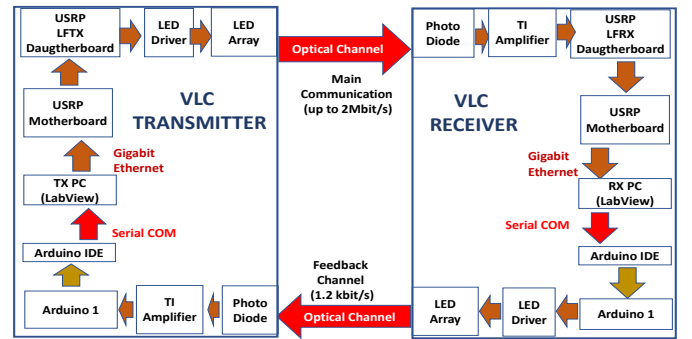 USRP
LFTX
Daugtherboard
LED
Driver
LED
Array
Optical Channel
Photo
Diode
TI
Amplifier
USRP
LFRX
Daugtherboard
Main
Communication
(up to 2Mbit/s)
USRP
Motherboard
VLC
TRANSMITTER
VLC
RECEIVER
USRP
Motherboard
Gigabit
Ethernet
Gigabit
Ethernet
TX PC
(LabView)
RX PC
(LabView)
Serial COM
Serial COM
Arduino IDE
Arduino IDE
Feedback
Channel
(1.2 kbit/s)
Arduino 1
TI
Amplifier
Photo
Diode
Optical Channel
LED
Array
LED
Driver
Arduino 1